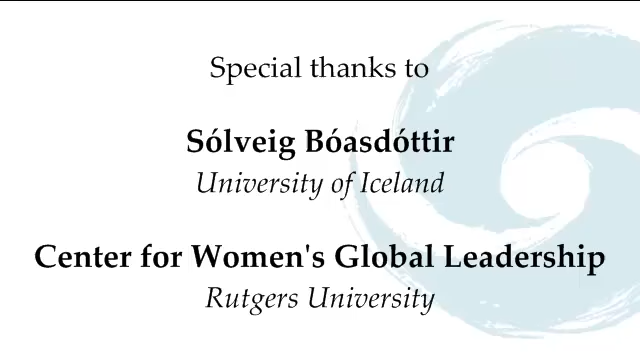 Special thanks to
Sólveig Bóasdóttir
University of Iceland
Center for Women's Global Leadership
Rutgers University